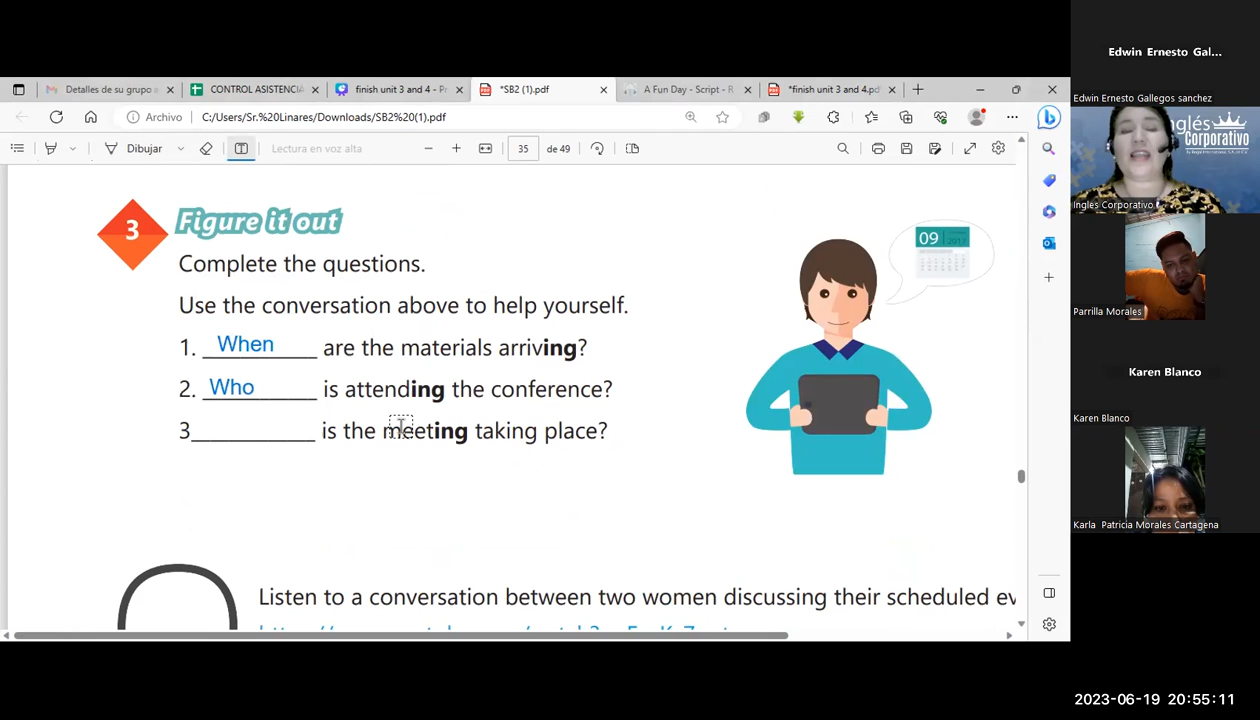 Detalles de su grupo a
CONTROL ASISTENCIA
finish unit 3 and 4 - Pr
*SB2 (1).pdf
A Fun Day - Script - R
*finish unit 3 and 4.pdf
Archivo
C:/Users/Sr.%20Linares/Downloads/SB2%20(1).pdf
Dibujar
Lectura en voz alta
35
de 49
3
Figure it out
Complete the questions.
Use the conversation above to help yourself.
1. When are the materials arriving?
2. Who is attending the conference?
3____________ is the meeting taking place?
09
2017
Listen to a conversation between two women discussing their scheduled ev
Edwin Ernesto Gal...
Edwin Ernesto Gallegos sanchez
Inglés
Corporativo
Ingles Corporativo
Parrilla Morales
Karen Blanco
Karen Blanco
Karla Patricia Morales Cartagena
2023-06-19 20:55:11